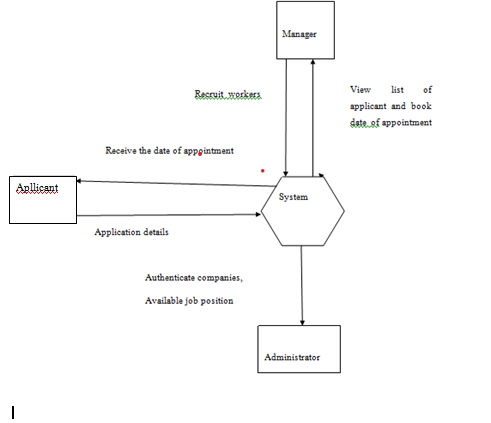 Manager
Recruit workers
View list of
applicant and book
date of appointment
Receive the date of appointment
Apllicant
System
Application details
Authenticate companies,
Available job position
Administrator